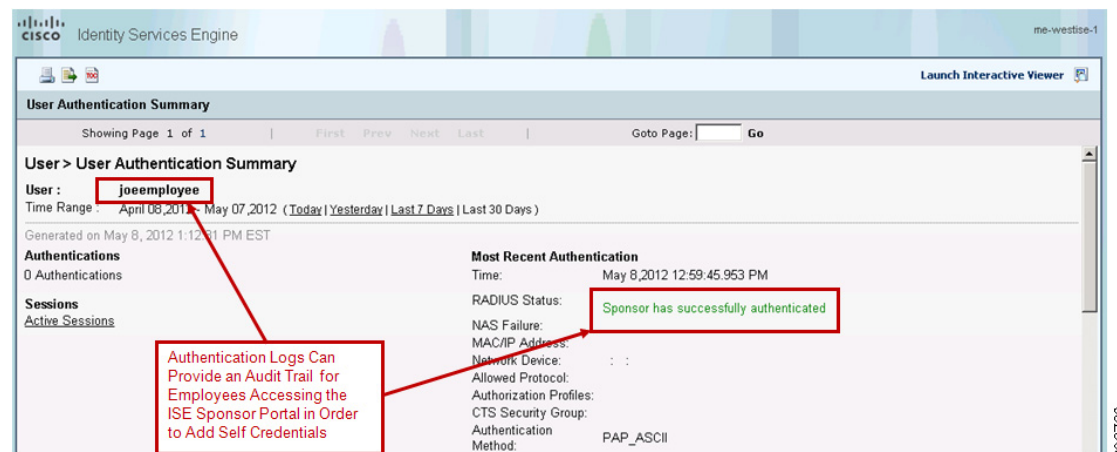 cisco Identity Services Engine
me-westise-1
Launch Interactive Viewer
User Authentication Summary
Showing Page 1 of 1 | First Prev Next Last | Goto Page: Go
User > User Authentication Summary
User : joeemployee
Time Range : April 08,2012 - May 07,2012 ( Today | Yesterday | Last 7 Days | Last 30 Days )
Generated on May 8, 2012 1:12:31 PM EST
Authentications
0 Authentications
Sessions
Active Sessions
Most Recent Authentication
Time: May 8,2012 12:59:45.953 PM
RADIUS Status: Sponsor has successfully authenticated
NAS Failure:
MAC/IP Address:
Network Device: : :
Allowed Protocol:
Authorization Profiles:
CTS Security Group:
Authentication
Method: PAP_ASCII
Authentication Logs Can
Provide an Audit Trail for
Employees Accessing the
ISE Sponsor Portal in Order
to Add Self Credentials